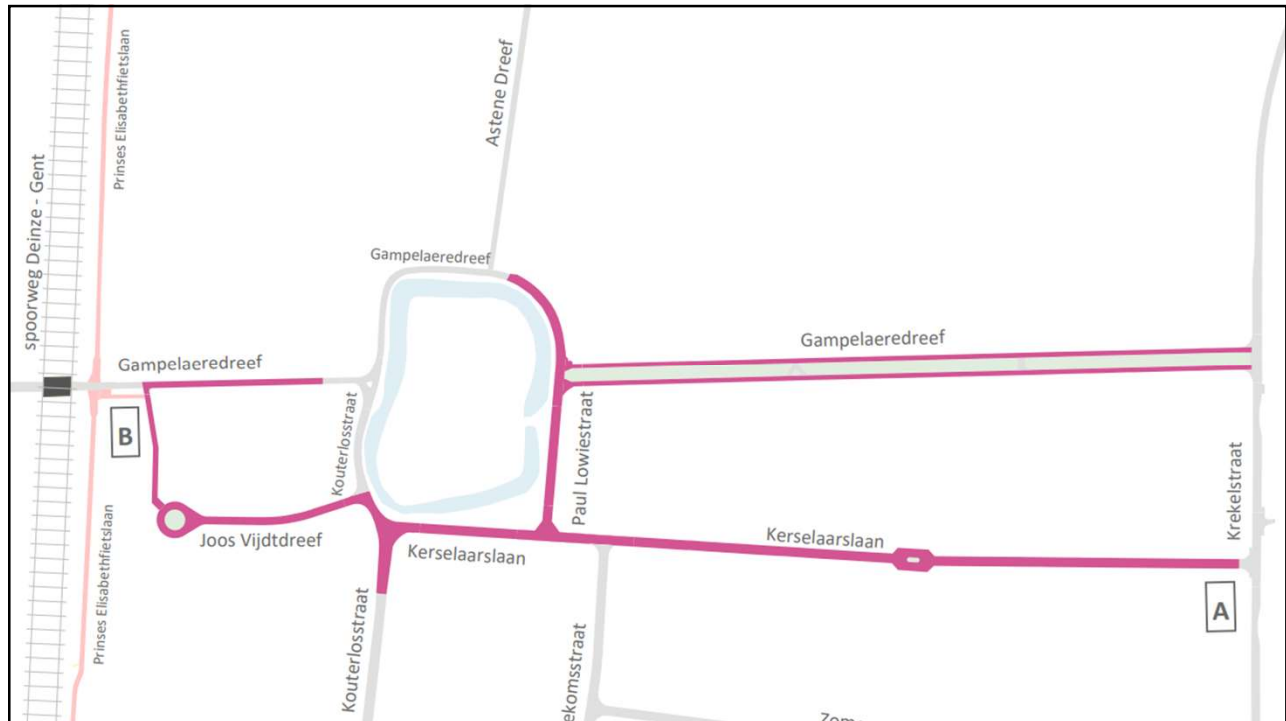 Prinses Elisabethfietslaan
Astene Dreef
spoorweg Deinze - Gent
Gampelaeredreef
Gampelaeredreef
Gampelaeredreef
B
Kouterlosstraat
Paul Lowiestraat
Krekelstraat
Joos Vijdtdreef
Kerselaarslaan
Kerselaarslaan
Prinses Elisabethfietslaan
A
Kouterlosstraat
ekomsstraat